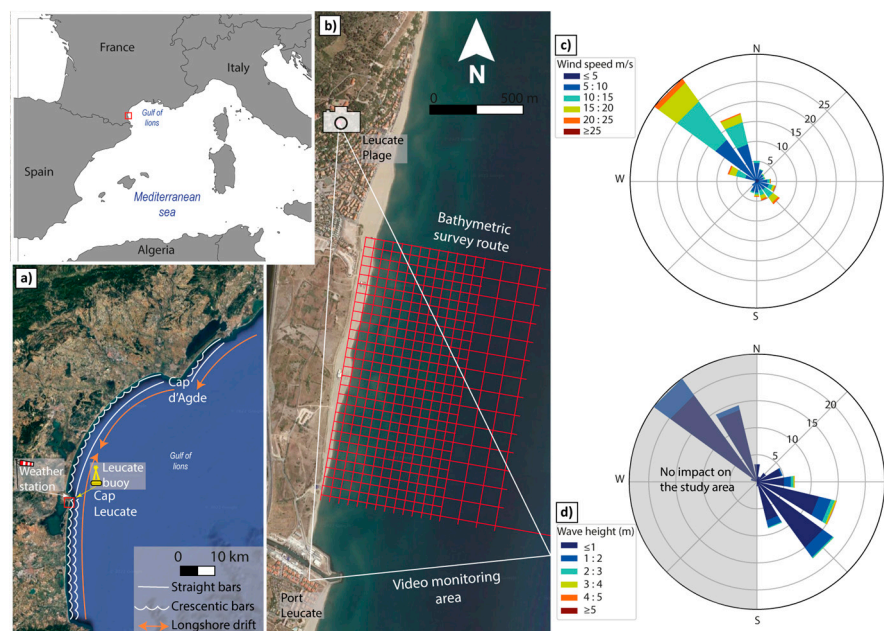 France
Italy
Gulf of
lions
Spain
Mediterranean
sea
Algeria
a)
Cap
d'Agde
Gulf of
lions
Weather
station
Leucate
buoy
Cap
Leucate
0 10 km
Straight bars
Crescentic bars
Longshore drift
b)
N
0 500 m
Leucate
Plage
Bathymetric
survey route
Video monitoring
area
Port
Leucate
c)
Wind speed m/s
≤ 5
5 : 10
10 : 15
15 : 20
20 : 25
≥25
N
25
20
15
10
5
W
S
N
20
15
10
5
W
No impact on
the study area
S
d)
Wave height (m)
≤1
1 : 2
2 : 3
3 : 4
4 : 5
≥5